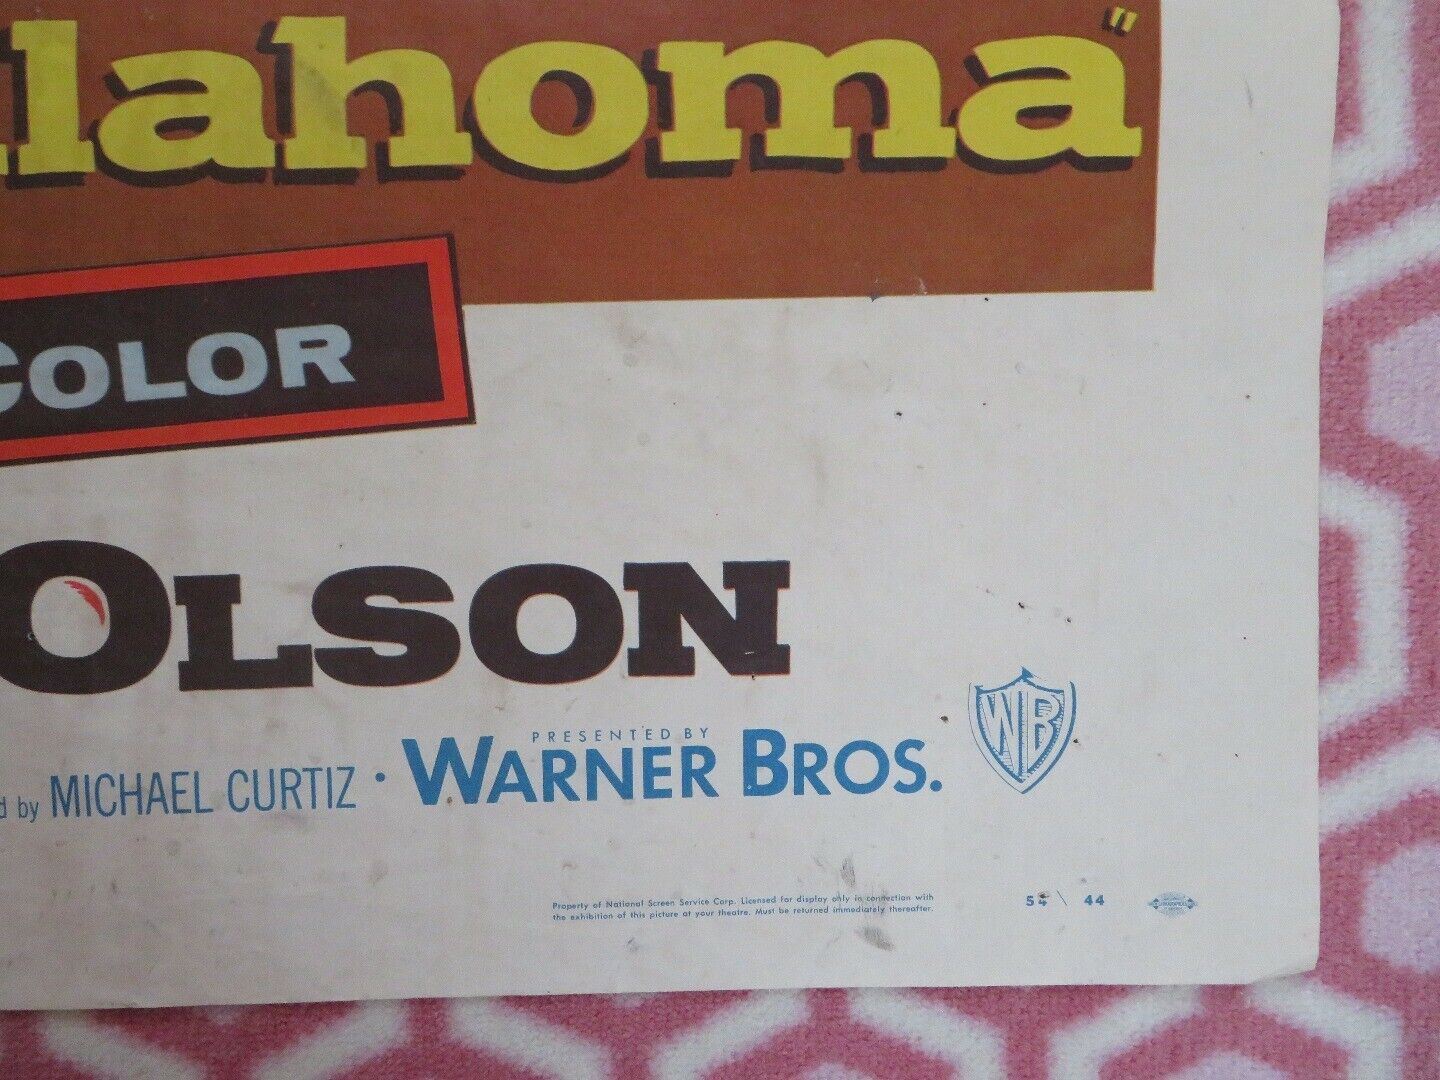 lahoma"
COLOR
OLSON
d by MICHAEL CURTIZ · PRESENTED BY WARNER BROS. WB
Property of National Screen Service Corp. Licensed for display only in connection with
the exhibition of this picture at your theatre. Must be returned immediately thereafter.
54 \ 44